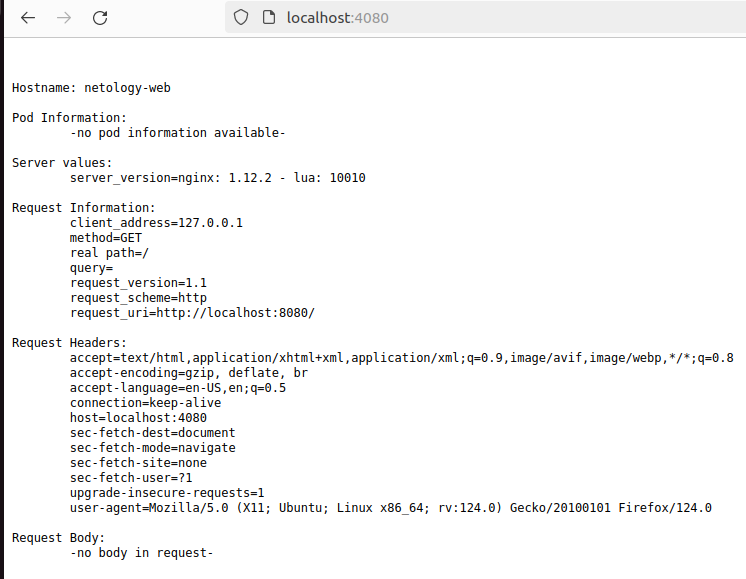 localhost:4080
Hostname: netology-web
Pod Information:
-no pod information available-
Server values:
server_version=nginx: 1.12.2 - lua: 10010
Request Information:
client_address=127.0.0.1
method=GET
real path=/
query=
request_version=1.1
request_scheme=http
request_uri=http://localhost:8080/
Request Headers:
accept=text/html,application/xhtml+xml,application/xml;q=0.9,image/avif,image/webp,*/*;q=0.8
accept-encoding=gzip, deflate, br
accept-language=en-US,en;q=0.5
connection=keep-alive
host=localhost:4080
sec-fetch-dest=document
sec-fetch-mode=navigate
sec-fetch-site=none
sec-fetch-user=?1
upgrade-insecure-requests=1
user-agent=Mozilla/5.0 (X11; Ubuntu; Linux x86_64; rv:124.0) Gecko/20100101 Firefox/124.0
Request Body:
-no body in request-